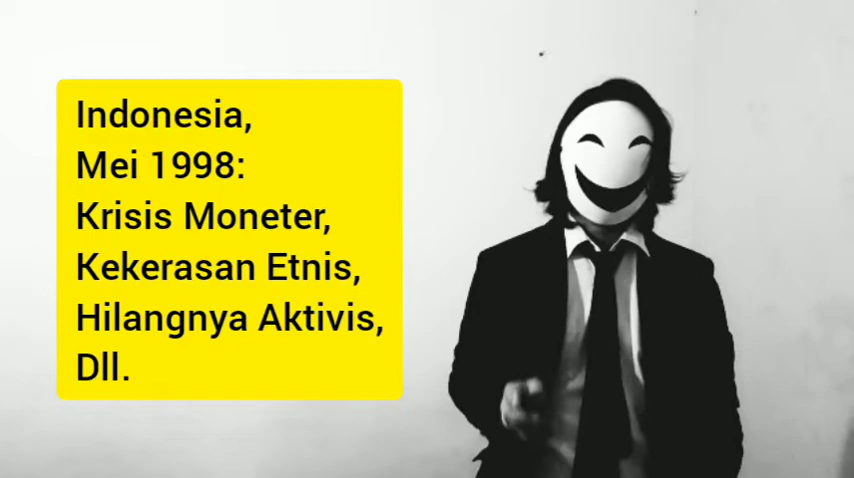 Indonesia,
Mei 1998:
Krisis Moneter,
Kekerasan Etnis,
Hilangnya Aktivis,
Dll.